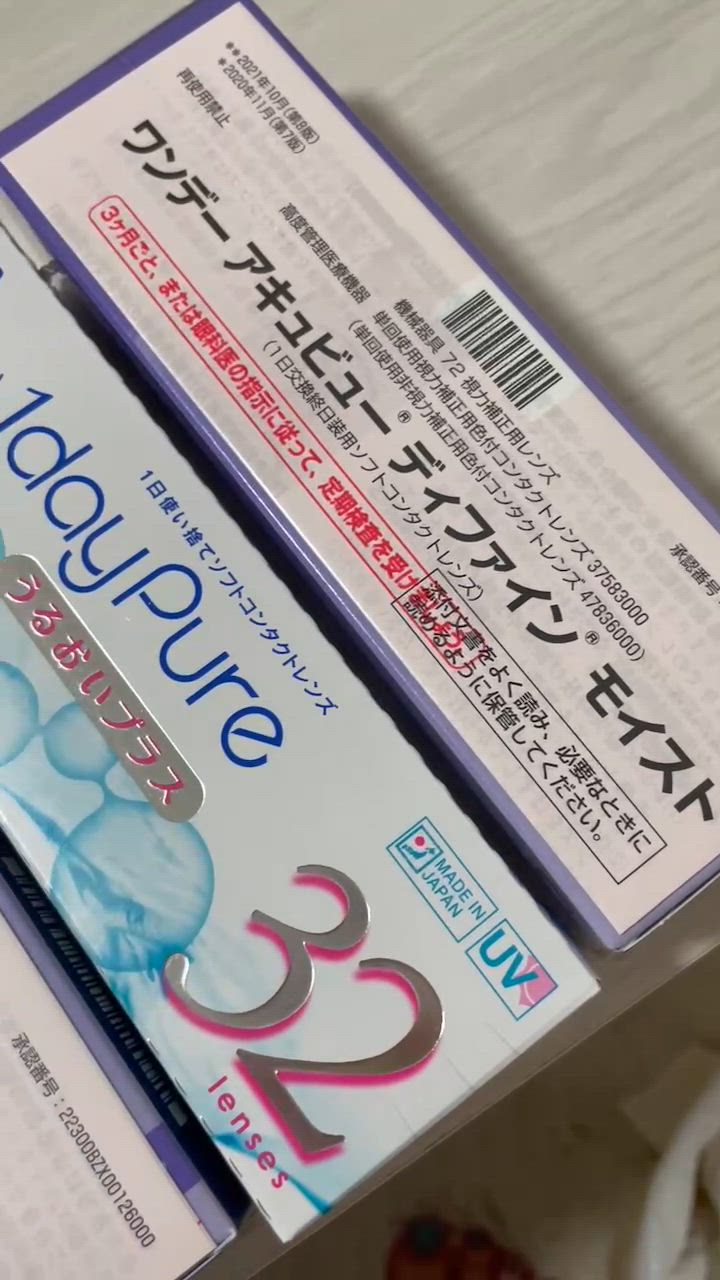 **2021年10月(第8版)
*2020年11月(第7版)
再使用禁止
高度管理医療機器
機械器具 72 視力補正用レンズ
単回使用視力補正用色付コンタクトレンズ 37583000
(単回使用非視力補正用色付コンタクトレンズ 47836000)
承認番号
ワンデー アキュビュー® ディファイン® モイスト
(1日交換終日装用ソフトコンタクトレンズ)
3ヶ月ごと、または眼科医の指示に従って、定期検査を受け
添付文書をよく読み、必要なときに
読めるように保管してください。
1日使い捨てソフトコンタクトレンズ
1dayPure
うるおいプラス
MADE IN
JAPAN
UV
32
lenses
承認番号:22300BZX00126000